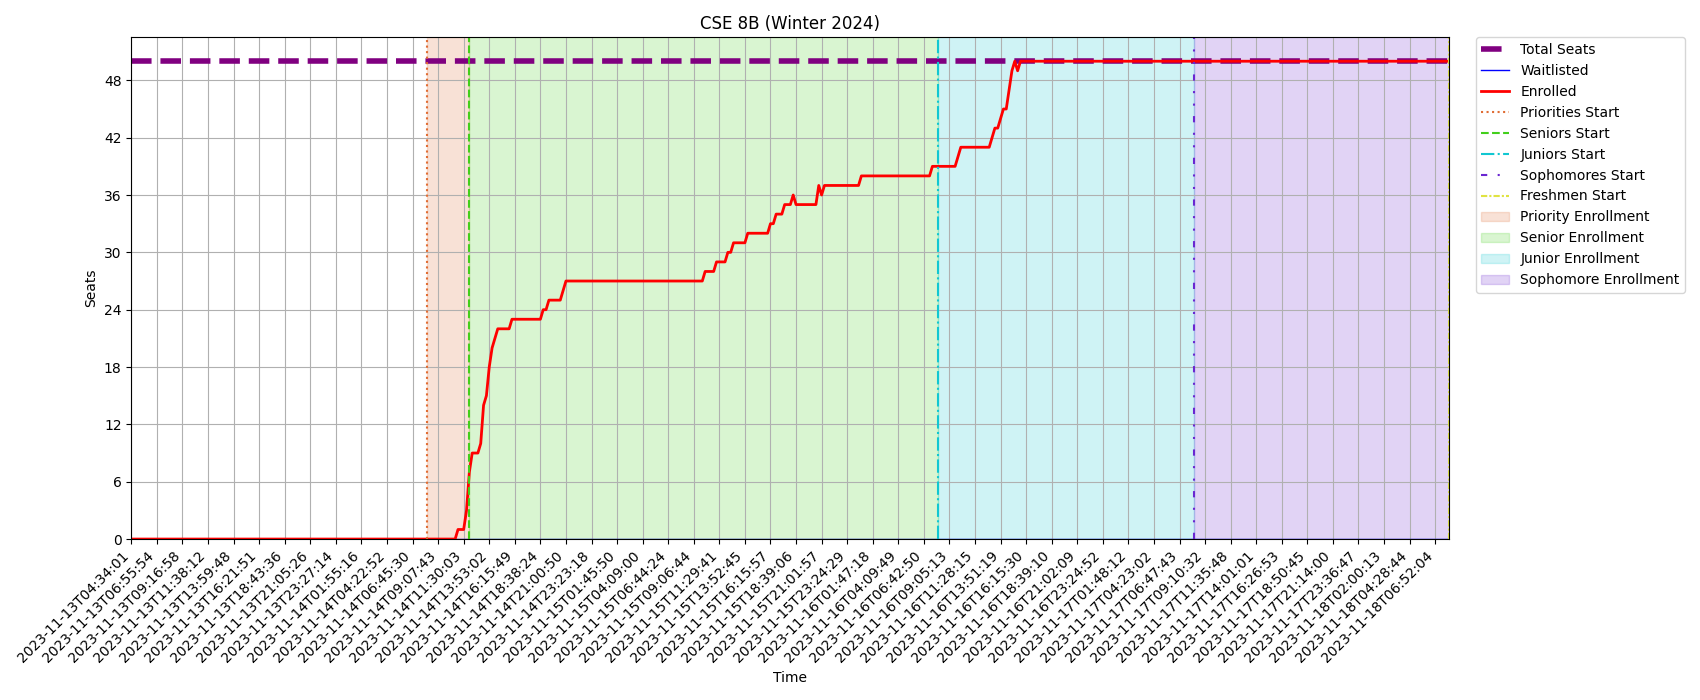 CSE 8B (Winter 2024)
Total Seats
Waitlisted
Enrolled
Priorities Start
Seniors Start
Juniors Start
Sophomores Start
Freshmen Start
Priority Enrollment
Senior Enrollment
Junior Enrollment
Sophomore Enrollment
Seats
48
42
36
30
24
18
12
6
0
2023-11-13T04:34:01
2023-11-13T06:55:54
2023-11-13T09:16:58
2023-11-13T11:38:12
2023-11-13T13:59:48
2023-11-13T16:21:51
2023-11-13T18:43:36
2023-11-13T21:05:26
2023-11-13T23:27:14
2023-11-14T01:55:16
2023-11-14T04:22:52
2023-11-14T06:45:30
2023-11-14T09:07:43
2023-11-14T11:30:03
2023-11-14T13:53:02
2023-11-14T16:15:49
2023-11-14T18:38:24
2023-11-14T21:00:50
2023-11-14T23:23:18
2023-11-15T01:45:50
2023-11-15T04:09:00
2023-11-15T06:44:24
2023-11-15T09:06:44
2023-11-15T11:29:41
2023-11-15T13:52:45
2023-11-15T16:15:57
2023-11-15T18:39:06
2023-11-15T21:01:57
2023-11-15T23:24:29
2023-11-16T01:47:18
2023-11-16T04:09:49
2023-11-16T06:42:50
2023-11-16T09:05:13
2023-11-16T11:28:15
2023-11-16T13:51:19
2023-11-16T16:15:30
2023-11-16T18:39:10
2023-11-16T21:02:09
2023-11-16T23:24:52
2023-11-17T01:48:12
2023-11-17T04:23:02
2023-11-17T06:47:43
2023-11-17T09:10:32
2023-11-17T11:35:48
2023-11-17T14:01:01
2023-11-17T16:26:53
2023-11-17T18:50:45
2023-11-17T21:14:00
2023-11-17T23:36:47
2023-11-18T02:00:13
2023-11-18T04:28:44
2023-11-18T06:52:04
Time